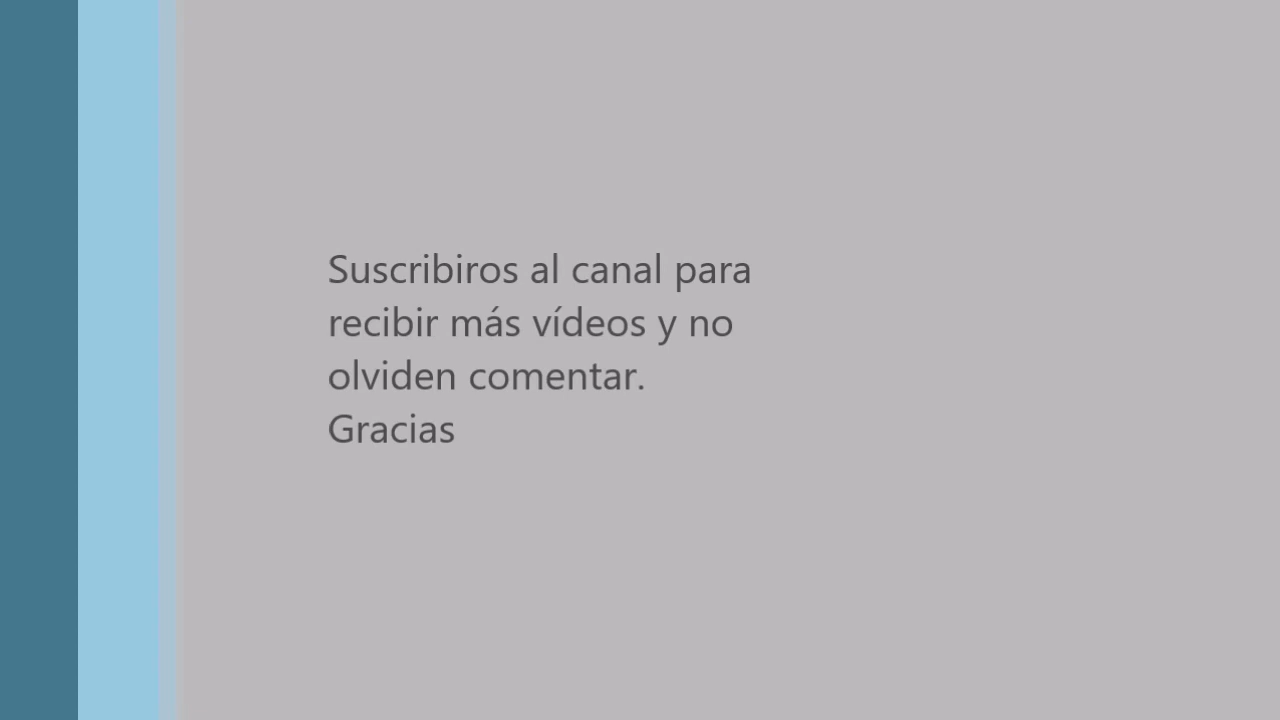 Suscribiros al canal para
recibir más vídeos y no
olviden comentar.
Gracias